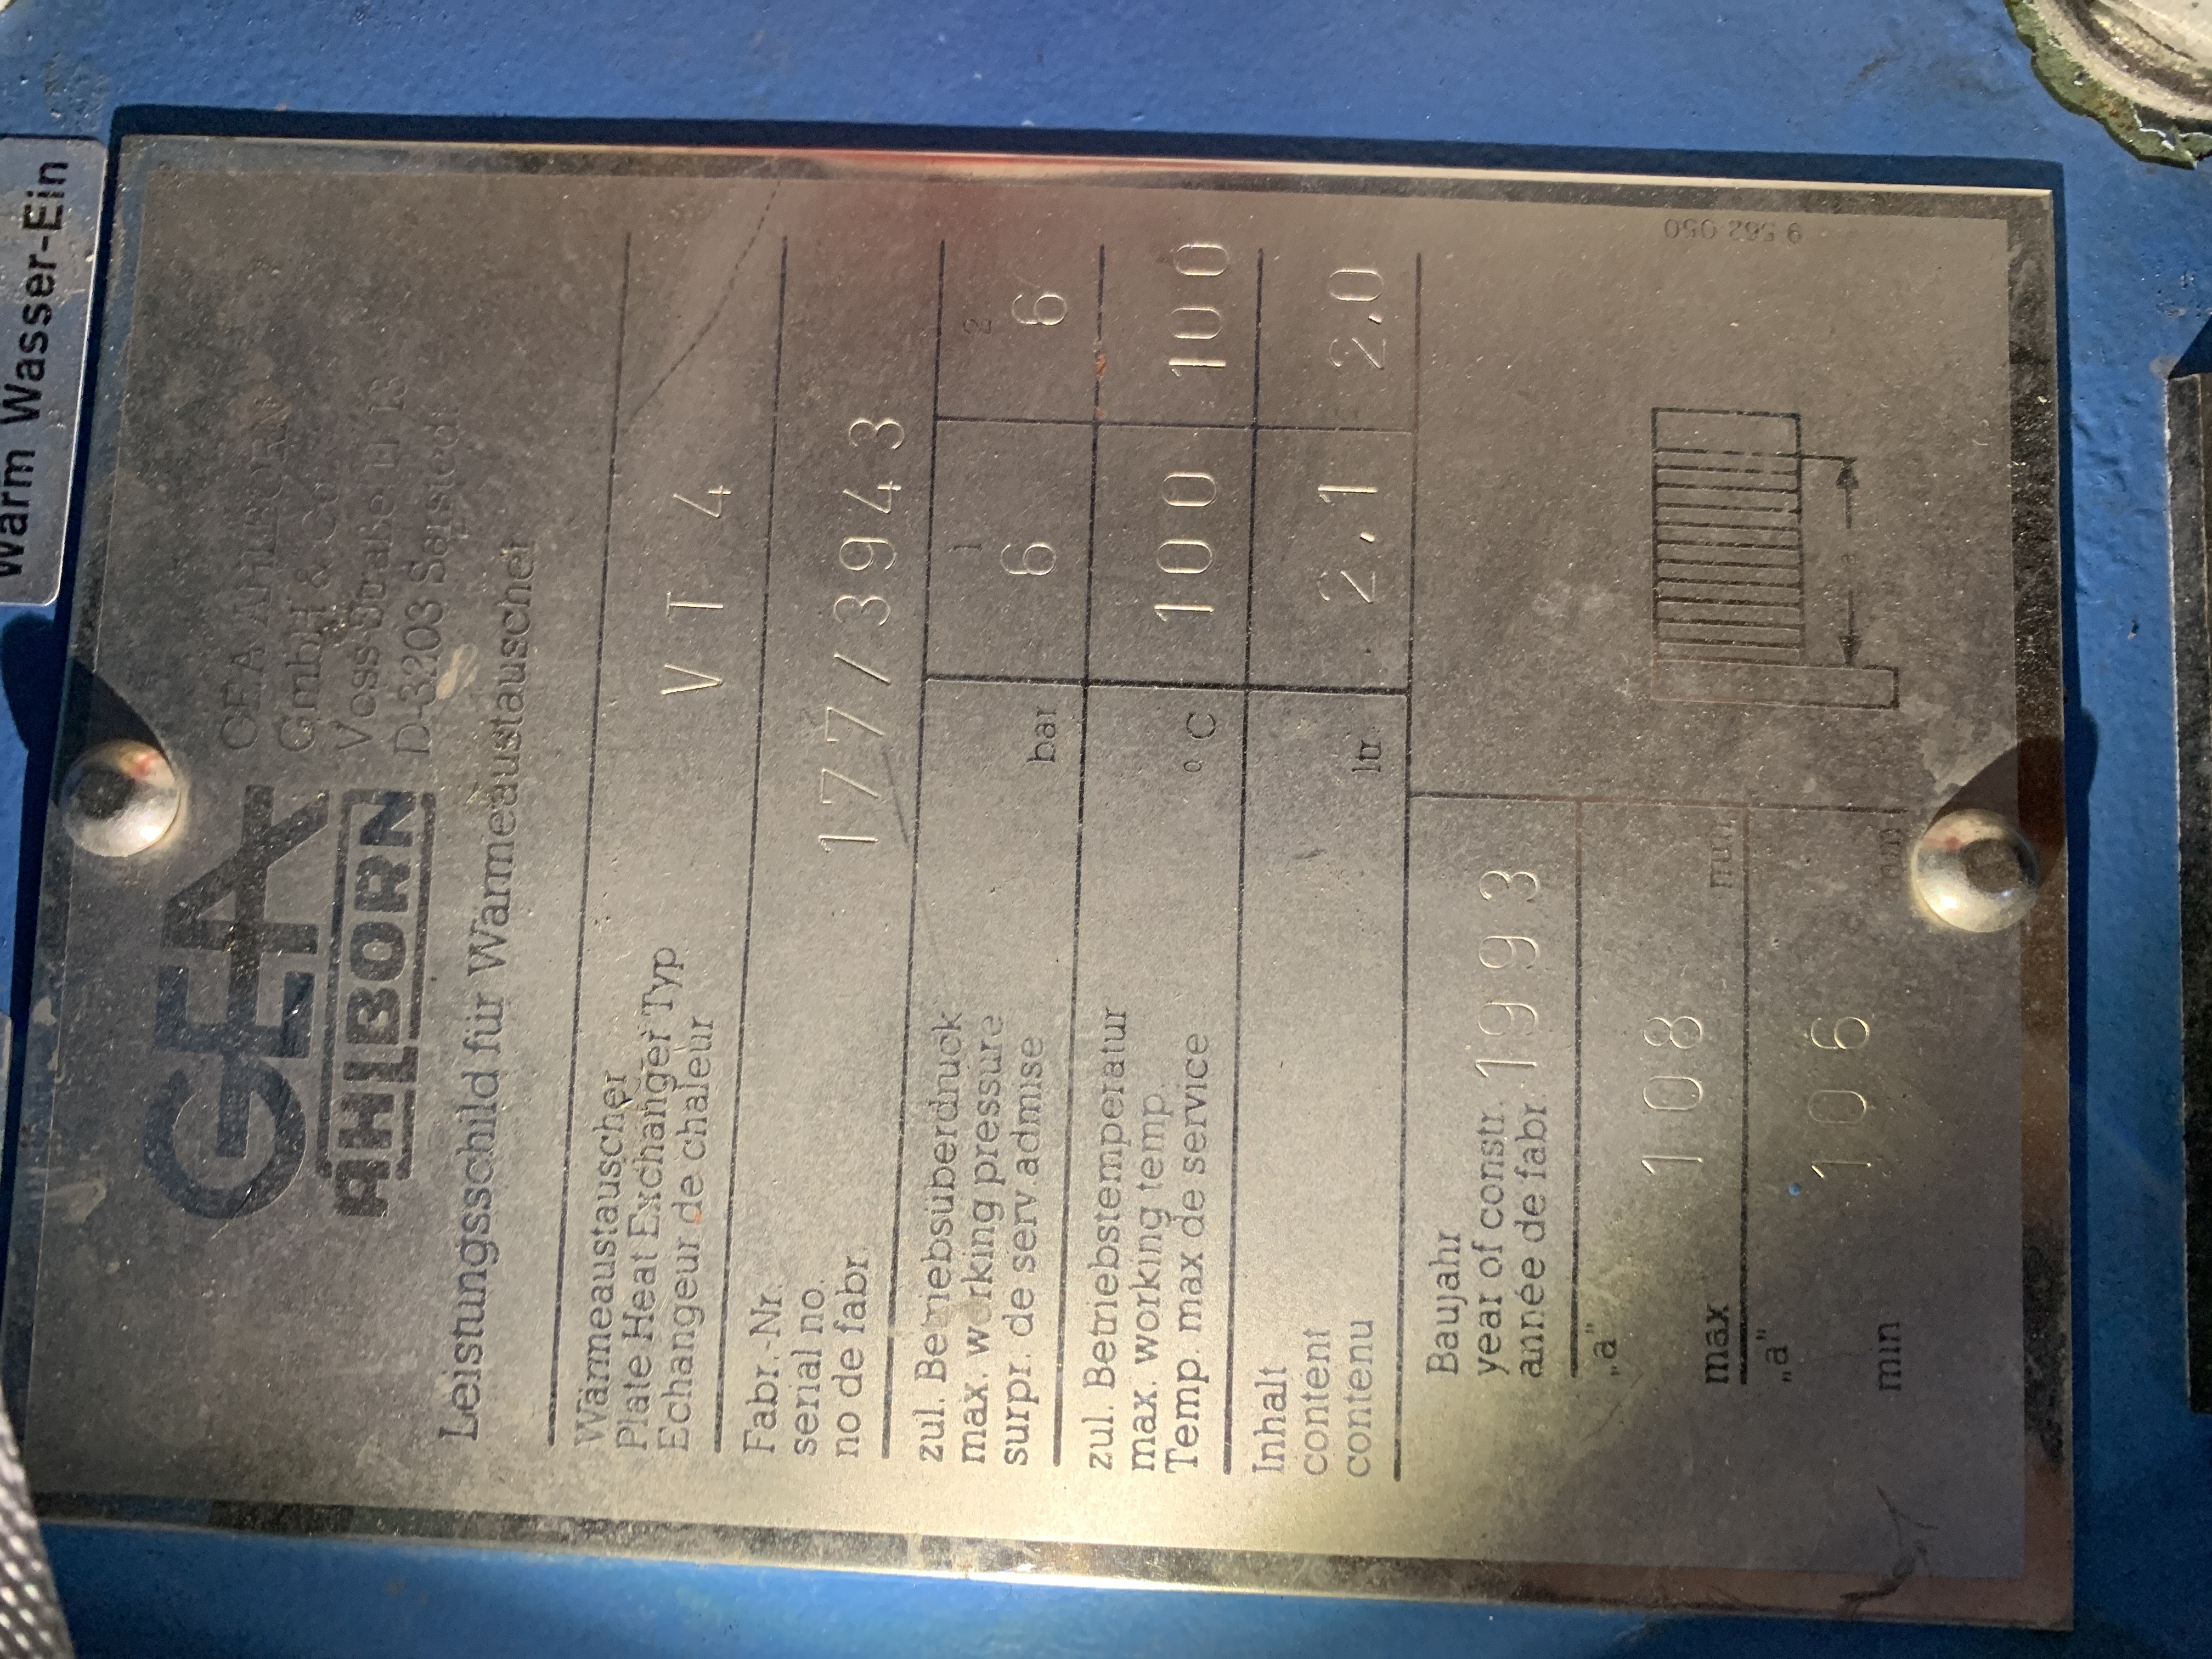 Warm Wasser-Ein
GEA
AHLBORN
GEA AHLBORN
GmbH & Co
Voss-Straße 11/13
D-3203 Sarstedt
Leistungsschild für Wärmeaustauscher
Wärmeaustauscher
Plate Heat Exchanger Typ
Echangeur de chaleur
VT 4
Fabr.-Nr.
serial no.
no de fabr.
177/3943
zul. Betriebsüberdruck
max. working pressure
surpr. de serv. admise
bar
1
6
2
6
zul. Betriebstemperatur
max. working temp.
Temp. max de service
°C
100
100
Inhalt
content
contenu
ltr.
2.1
2.0
Baujahr
year of constr.
année de fabr.
1993
„a"
max
108
mm
„a"
min
106
mm
a
9 562 050